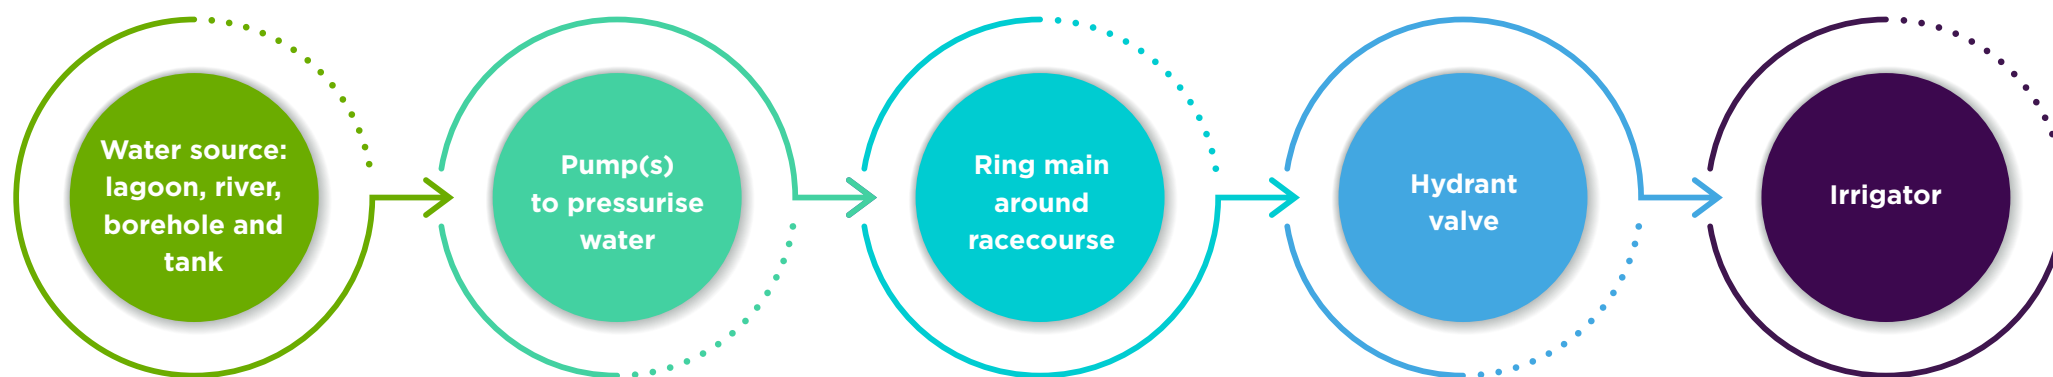 Water source:
lagoon, river,
borehole and
tank
Pump(s)
to pressurise
water
Ring main
around
racecourse
Hydrant
valve
Irrigator